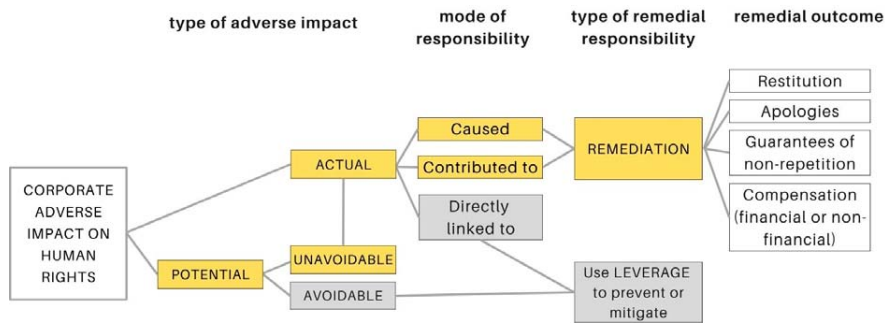 type of adverse impact
mode of
responsibility
type of remedial
responsibility
remedial outcome
CORPORATE
ADVERSE
IMPACT ON
HUMAN
RIGHTS
POTENTIAL
ACTUAL
UNAVOIDABLE
AVOIDABLE
Caused
Contributed to
Directly
linked to
REMEDIATION
Use LEVERAGE
to prevent or
mitigate
Restitution
Apologies
Guarantees of
non-repetition
Compensation
(financial or non-
financial)